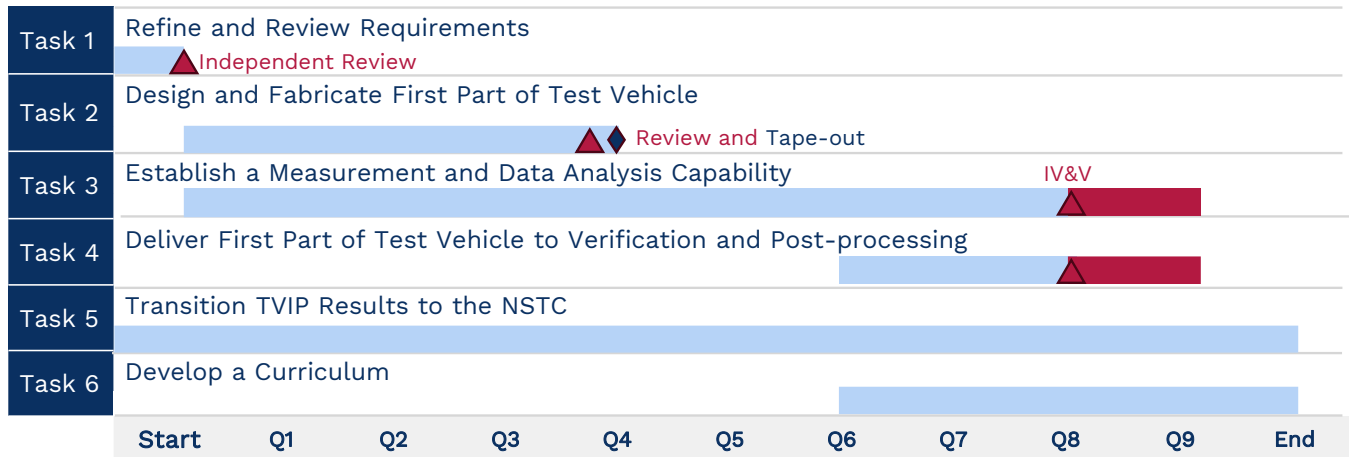 Task 1
Refine and Review Requirements
Independent Review
Task 2
Design and Fabricate First Part of Test Vehicle
Review and Tape-out
Task 3
Establish a Measurement and Data Analysis Capability
IV&V
Task 4
Deliver First Part of Test Vehicle to Verification and Post-processing
Task 5
Transition TVIP Results to the NSTC
Task 6
Develop a Curriculum
Start Q1 Q2 Q3 Q4 Q5 Q6 Q7 Q8 Q9 End